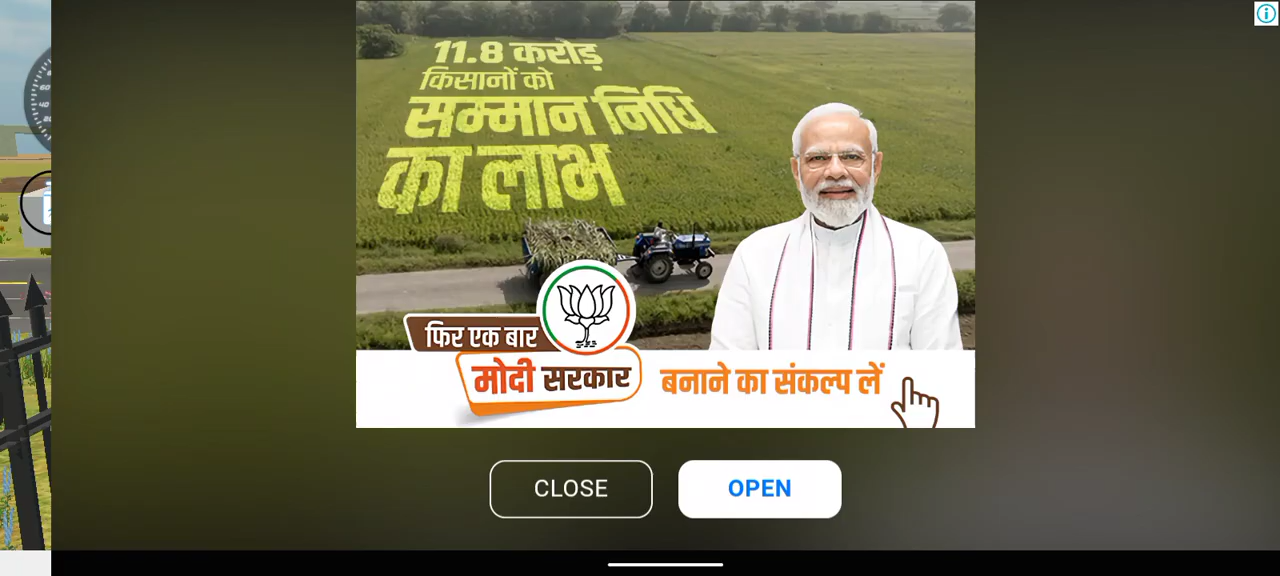 11.8 करोड़
किसानों को
सम्मान निधि
का लाभ
फिर एक बार
मोदी सरकार
बनाने का संकल्प लें
CLOSE
OPEN